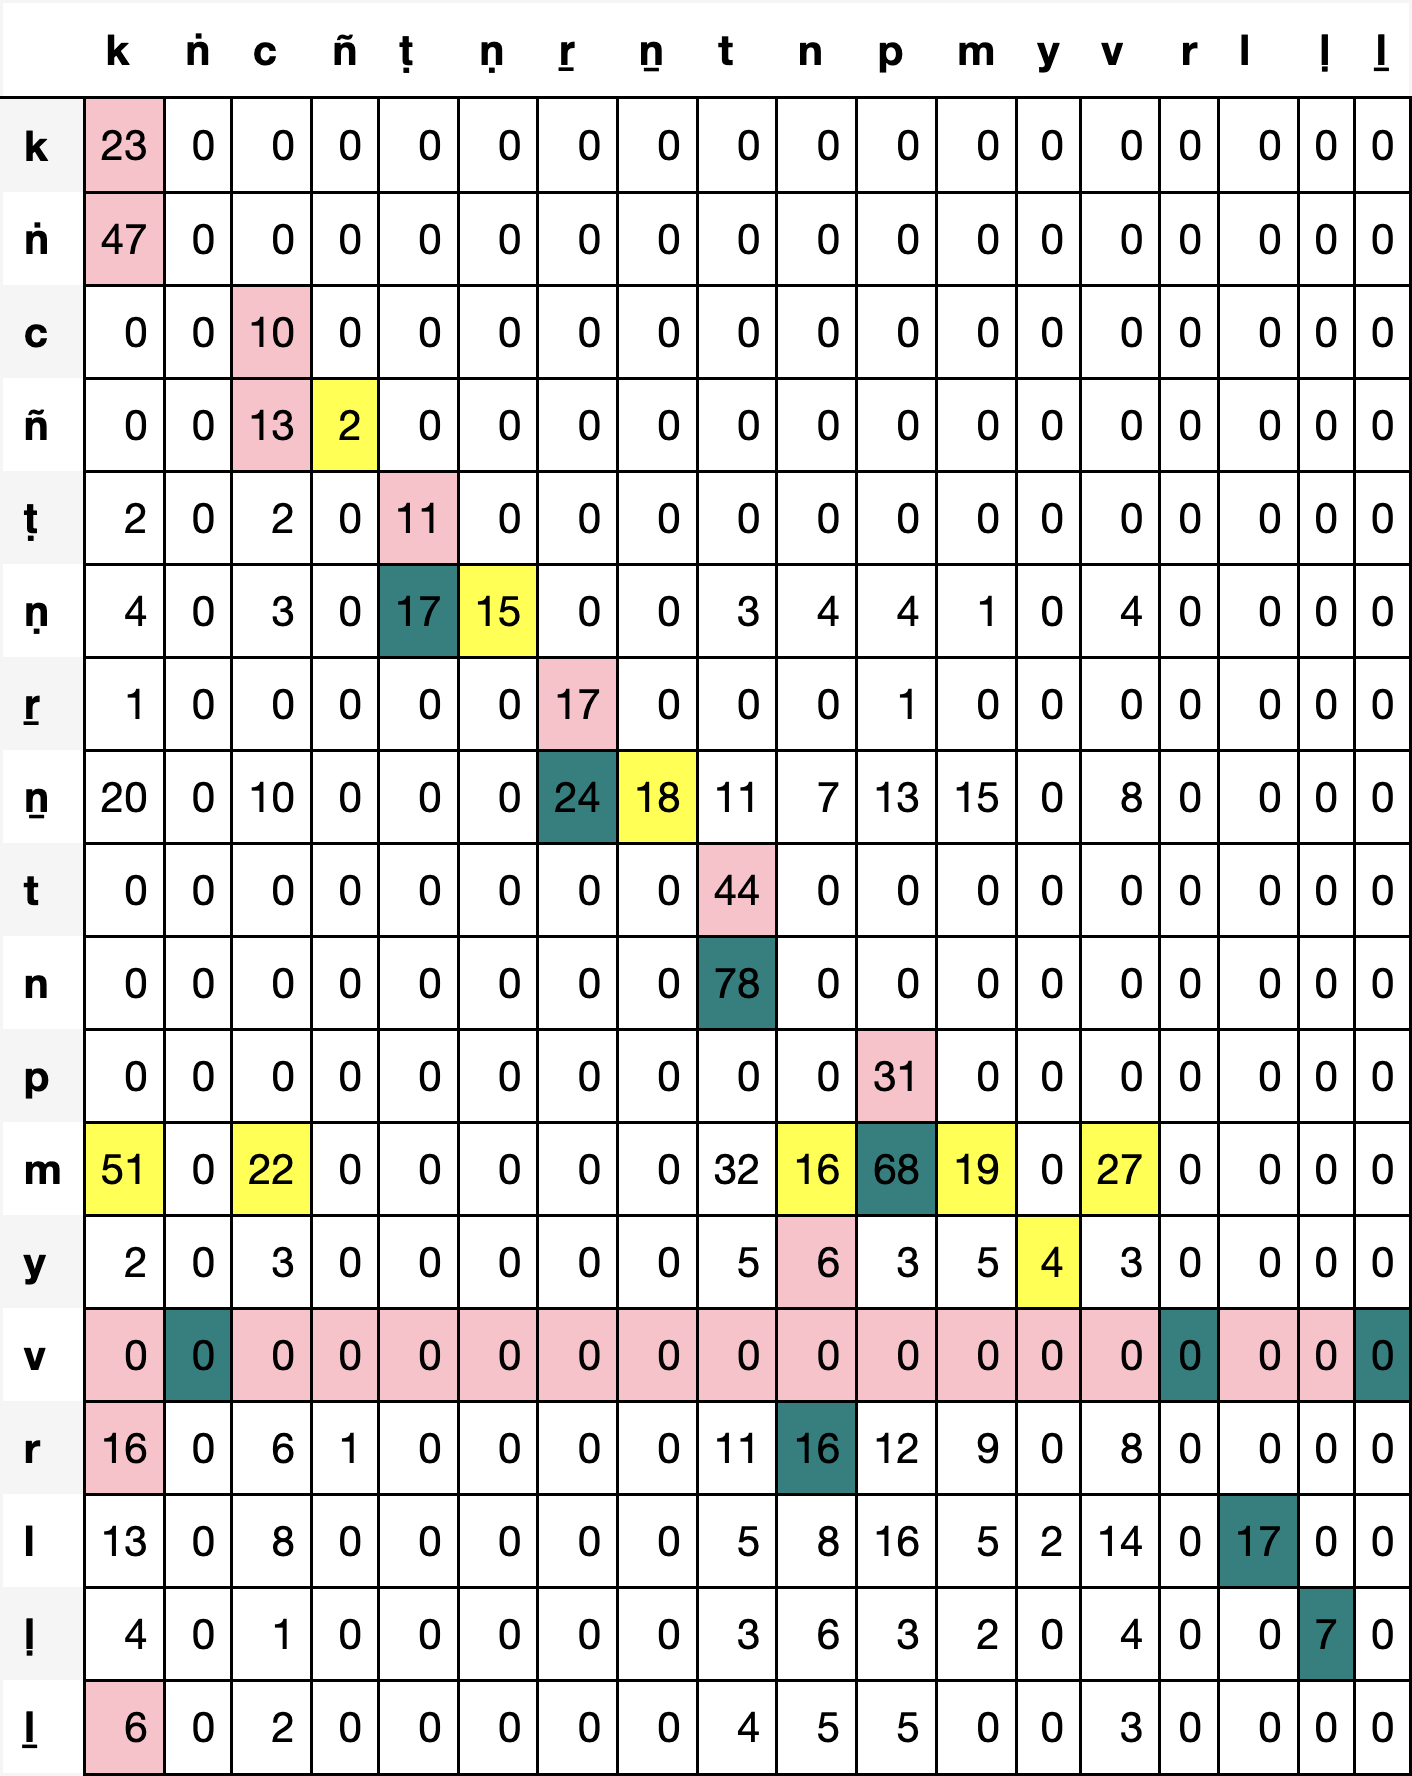 k ṅ c ñ ṭ ṇ ṟ ṉ t n p m y v r l ḷ ḻ
k 23 0 0 0 0 0 0 0 0 0 0 0 0 0 0 0 0 0
ṅ 47 0 0 0 0 0 0 0 0 0 0 0 0 0 0 0 0 0
c 0 0 10 0 0 0 0 0 0 0 0 0 0 0 0 0 0 0
ñ 0 0 13 2 0 0 0 0 0 0 0 0 0 0 0 0 0 0
ṭ 2 0 2 0 11 0 0 0 0 0 0 0 0 0 0 0 0 0
ṇ 4 0 3 0 17 15 0 0 3 4 4 1 0 4 0 0 0 0
ṟ 1 0 0 0 0 0 17 0 0 0 1 0 0 0 0 0 0 0
ṉ 20 0 10 0 0 0 24 18 11 7 13 15 0 8 0 0 0 0
t 0 0 0 0 0 0 0 0 44 0 0 0 0 0 0 0 0 0
n 0 0 0 0 0 0 0 0 78 0 0 0 0 0 0 0 0 0
p 0 0 0 0 0 0 0 0 0 0 31 0 0 0 0 0 0 0
m 51 0 22 0 0 0 0 0 32 16 68 19 0 27 0 0 0 0
y 2 0 3 0 0 0 0 0 5 6 3 5 4 3 0 0 0 0
v 0 0 0 0 0 0 0 0 0 0 0 0 0 0 0 0 0 0
r 16 0 6 1 0 0 0 0 11 16 12 9 0 8 0 0 0 0
l 13 0 8 0 0 0 0 0 5 8 16 5 2 14 0 17 0 0
ḷ 4 0 1 0 0 0 0 0 3 6 3 2 0 4 0 0 7 0
ḻ 6 0 2 0 0 0 0 0 4 5 5 0 0 3 0 0 0 0